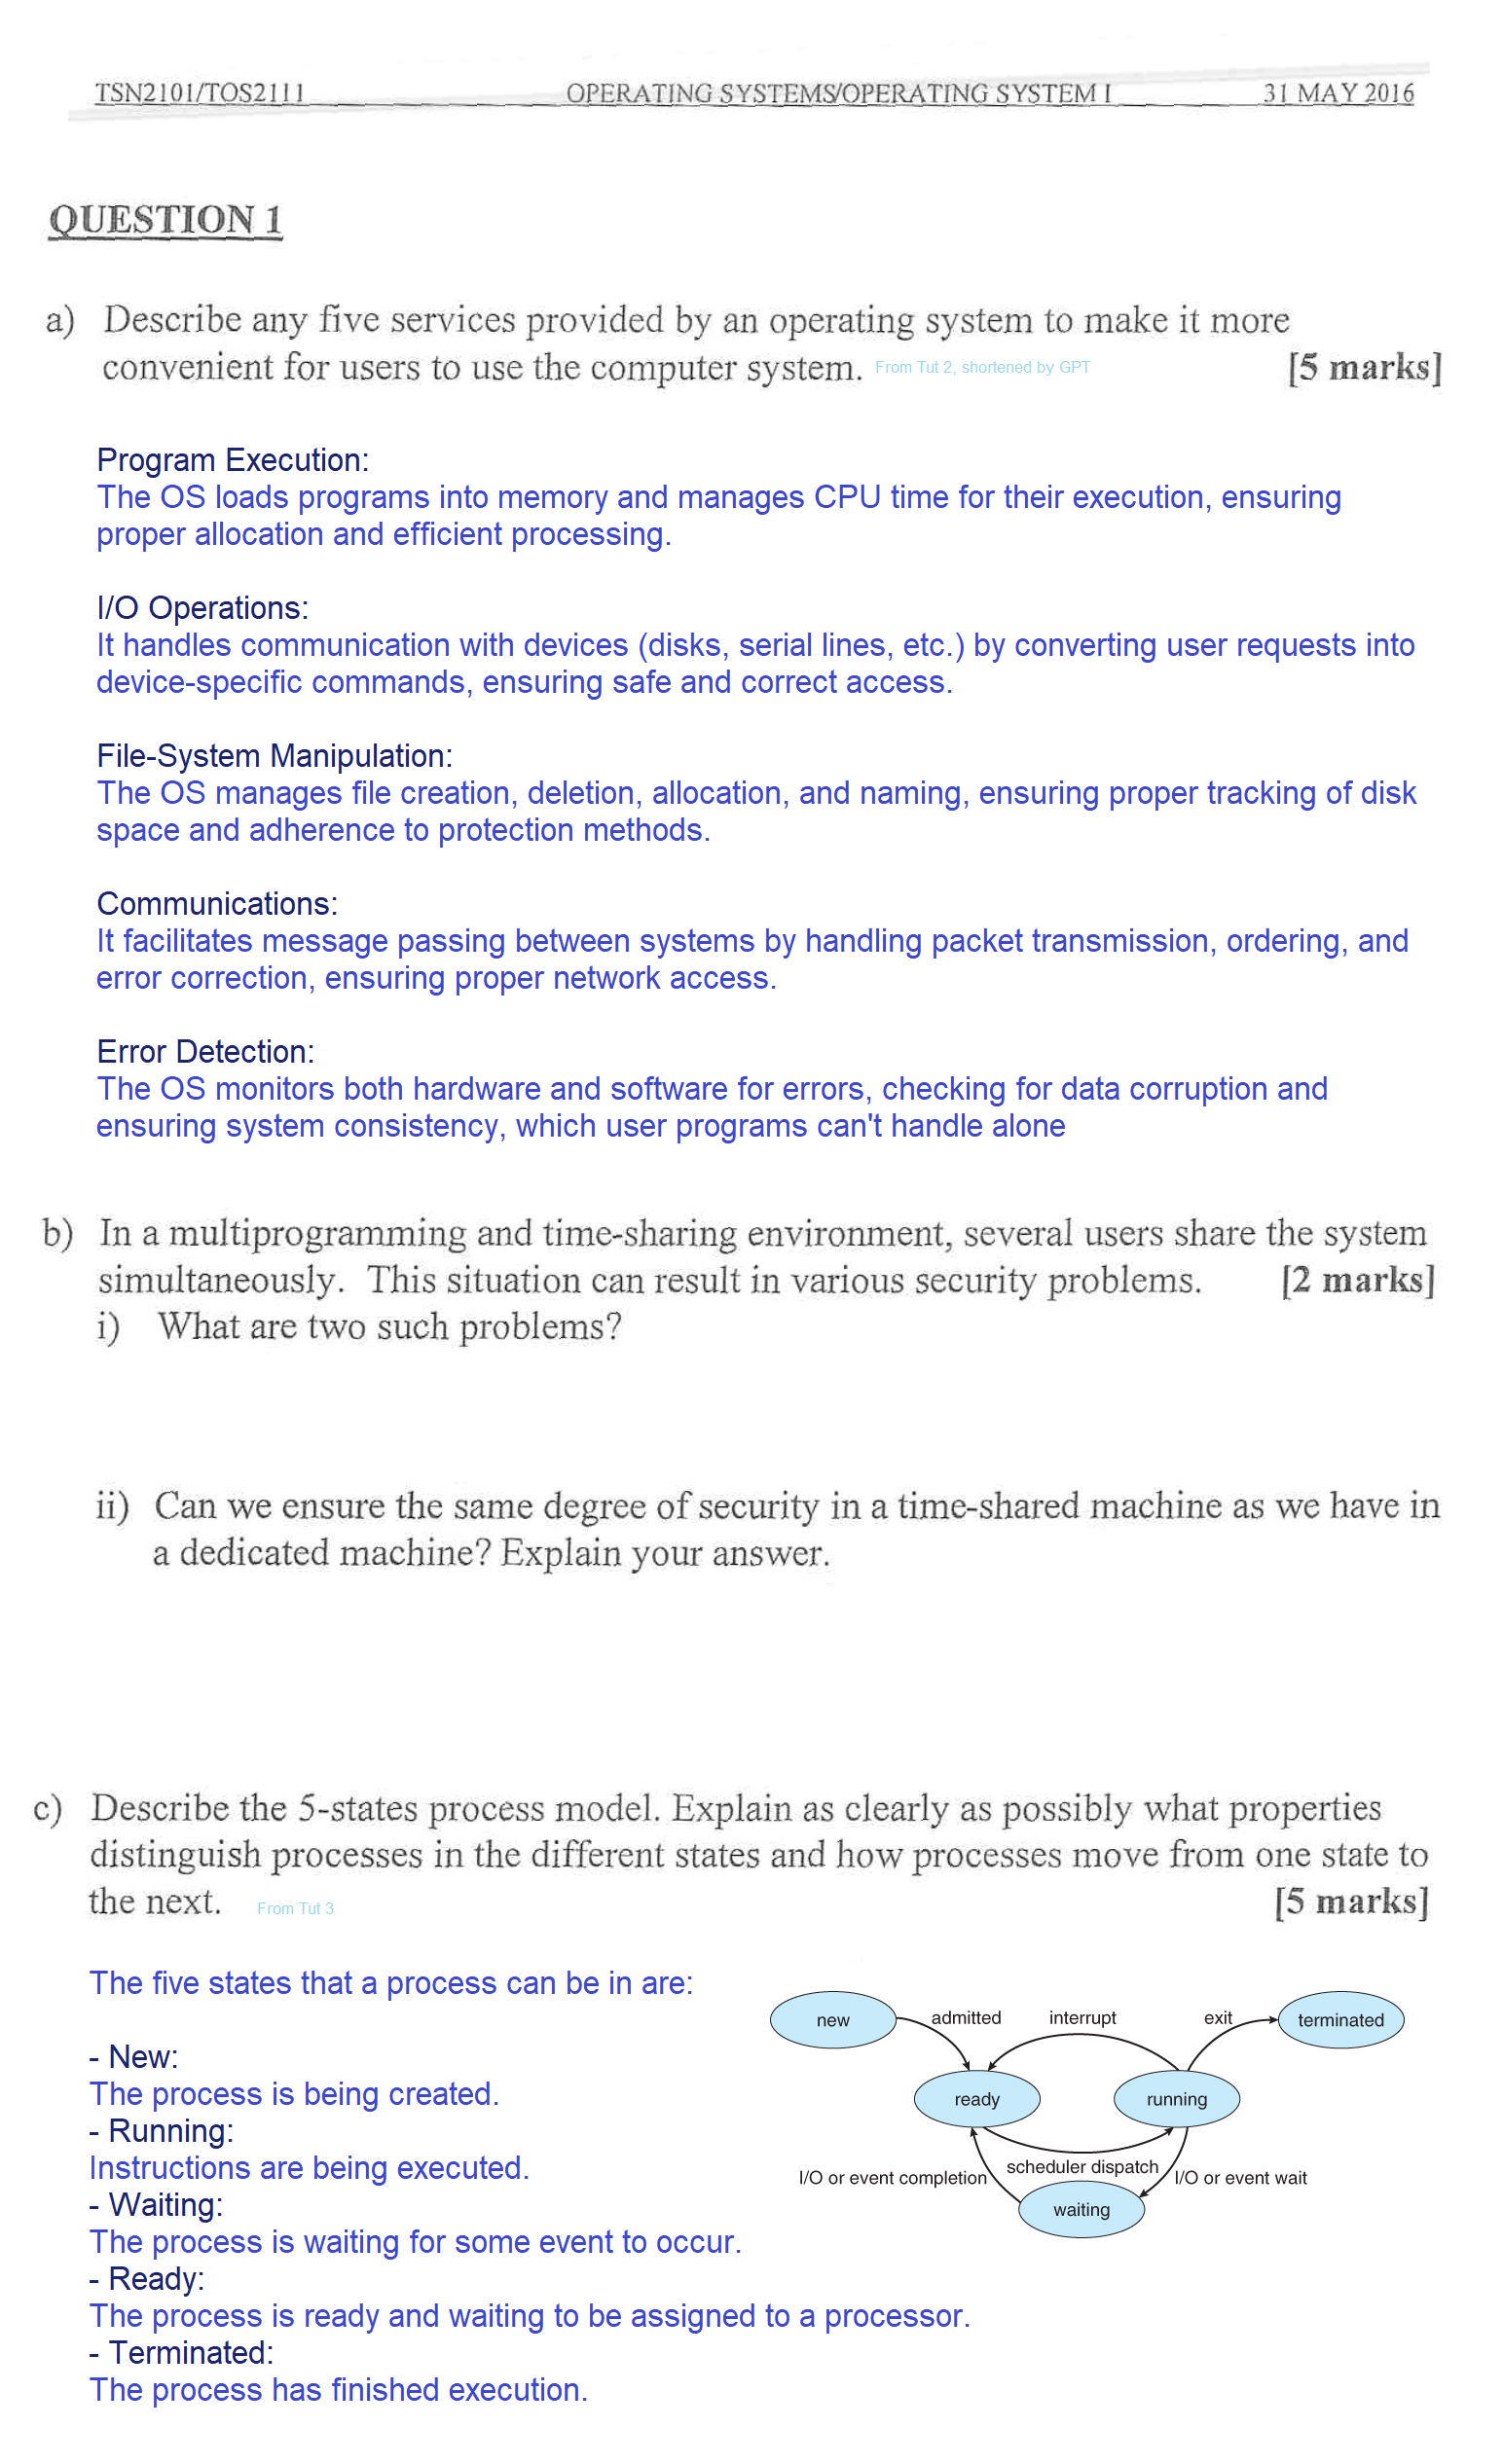 TSN2101/TOS2111 OPERATING SYSTEMS/OPERATING SYSTEM I 31 MAY 2016
QUESTION 1
a) Describe any five services provided by an operating system to make it more
convenient for users to use the computer system. From Tut 2, shortened by GPT [5 marks]
Program Execution:
The OS loads programs into memory and manages CPU time for their execution, ensuring
proper allocation and efficient processing.
I/O Operations:
It handles communication with devices (disks, serial lines, etc.) by converting user requests into
device-specific commands, ensuring safe and correct access.
File-System Manipulation:
The OS manages file creation, deletion, allocation, and naming, ensuring proper tracking of disk
space and adherence to protection methods.
Communications:
It facilitates message passing between systems by handling packet transmission, ordering, and
error correction, ensuring proper network access.
Error Detection:
The OS monitors both hardware and software for errors, checking for data corruption and
ensuring system consistency, which user programs can't handle alone
b) In a multiprogramming and time-sharing environment, several users share the system
simultaneously. This situation can result in various security problems. [2 marks]
i) What are two such problems?
ii) Can we ensure the same degree of security in a time-shared machine as we have in
a dedicated machine? Explain your answer.
c) Describe the 5-states process model. Explain as clearly as possibly what properties
distinguish processes in the different states and how processes move from one state to
the next. From Tut 3 [5 marks]
The five states that a process can be in are:
- New:
The process is being created.
- Running:
Instructions are being executed.
- Waiting:
The process is waiting for some event to occur.
- Ready:
The process is ready and waiting to be assigned to a processor.
- Terminated:
The process has finished execution.
new admitted interrupt exit terminated
ready running
I/O or event completion scheduler dispatch I/O or event wait
waiting